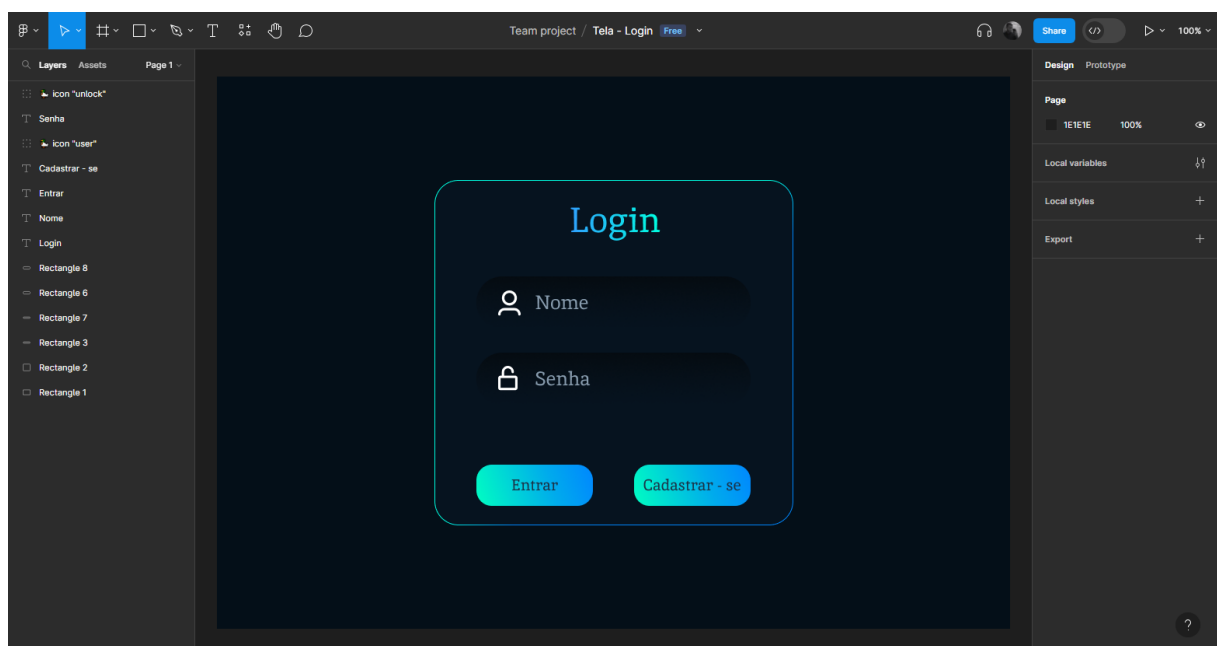 Team project / Tela - Login Free
Share
100%
Layers Assets Page 1
icon "unlock"
Senha
icon "user"
Cadastrar - se
Entrar
Nome
Login
Rectangle 8
Rectangle 6
Rectangle 7
Rectangle 3
Rectangle 2
Rectangle 1
Login
Nome
Senha
Entrar
Cadastrar - se
Design Prototype
Page
1E1E1E 100%
Local variables
Local styles
Export
?